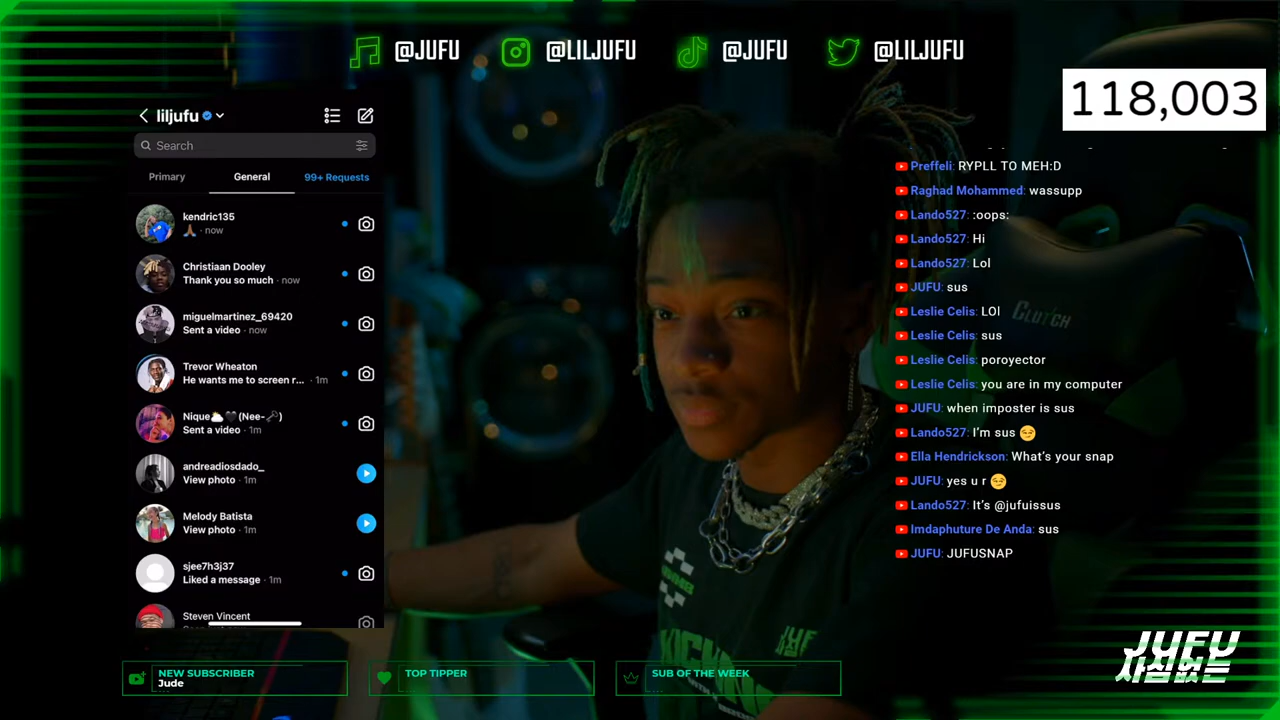 @JUFU @LILJUFU @JUFU @LILJUFU
118,003
liljufu
Search
Primary General 99+ Requests
kendric135
🙏🏾 · now
Christiaan Dooley
Thank you so much · now
miguelmartinez_69420
Sent a video · now
Trevor Wheaton
He wants me to screen r... · 1m
Nique🌥️🖤(Nee-🗝️)
Sent a video · 1m
andreadiosdado_
View photo · 1m
Melody Batista
View photo · 1m
sjee7h3j37
Liked a message · 1m
Steven Vincent
Preffeli: RYPLL TO MEH:D
Raghad Mohammed: wassupp
Lando527: :oops:
Lando527: Hi
Lando527: Lol
JUFU: sus
Leslie Celis: LOl
Leslie Celis: sus
Leslie Celis: poroyector
Leslie Celis: you are in my computer
JUFU: when imposter is sus
Lando527: I'm sus 😏
Ella Hendrickson: What's your snap
JUFU: yes u r 😏
Lando527: It's @jufuissus
Imdaphuture De Anda: sus
JUFU: JUFUSNAP
CLUTCH
JUFU
NEW SUBSCRIBER
Jude
TOP TIPPER
SUB OF THE WEEK
JUFU